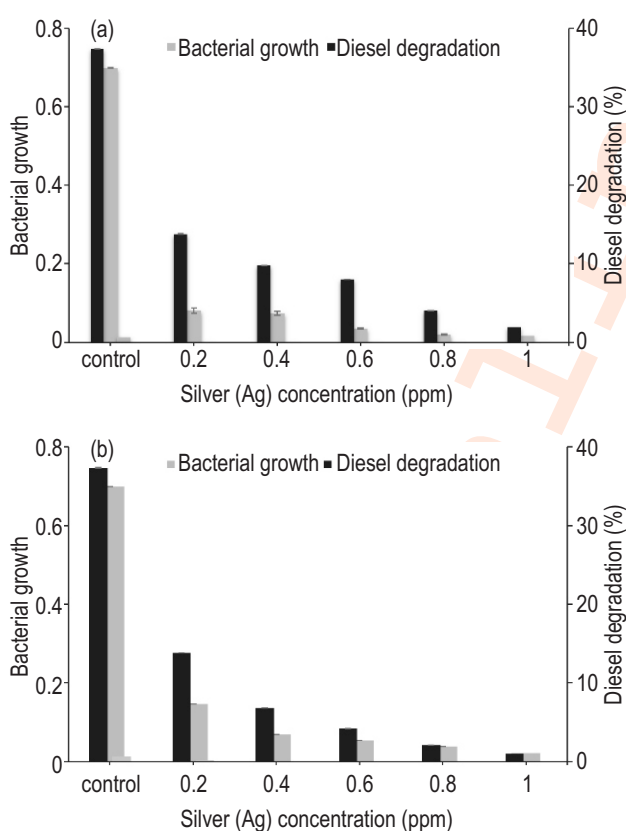 (a)
Bacterial growth Diesel degradation
0.8
0.6
0.4
0.2
0
Bacterial growth
40
30
20
10
0
Diesel degradation (%)
control 0.2 0.4 0.6 0.8 1
Silver (Ag) concentration (ppm)
(b)
Bacterial growth Diesel degradation
0.8
0.6
0.4
0.2
0
Bacterial growth
40
30
20
10
0
Diesel degradation (%)
control 0.2 0.4 0.6 0.8 1
Silver (Ag) concentration (ppm)